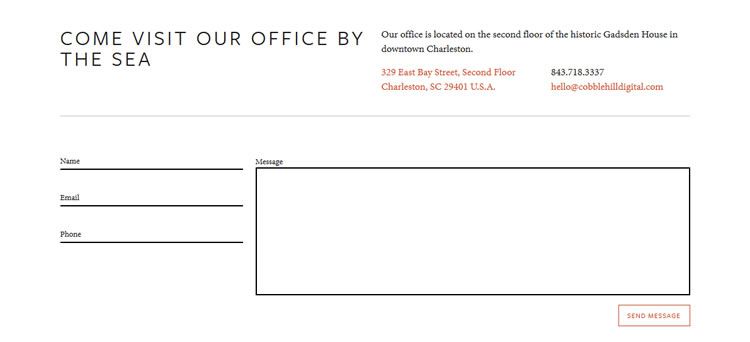 COME VISIT OUR OFFICE BY
THE SEA
Our office is located on the second floor of the historic Gadsden House in
downtown Charleston.
329 East Bay Street, Second Floor
Charleston, SC 29401 U.S.A.
843.718.3337
hello@cobblehilldigital.com
Name
Email
Phone
Message
SEND MESSAGE